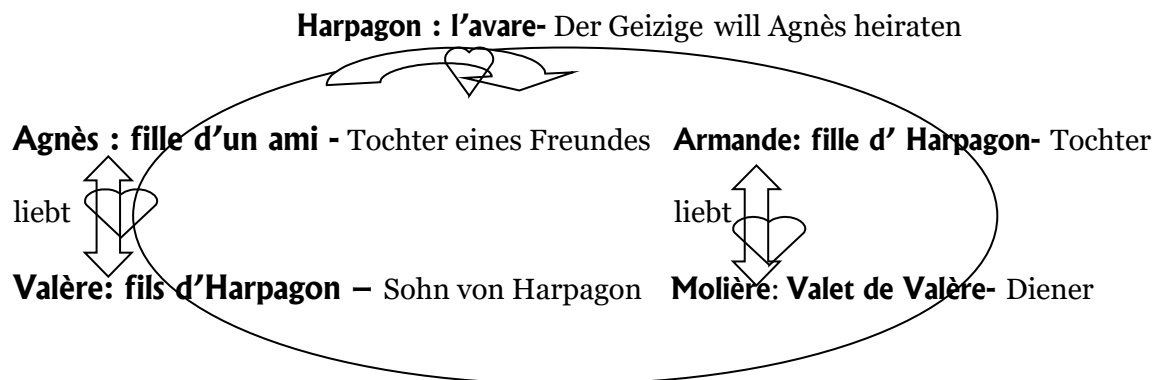 Harpagon : l'avare- Der Geizige will Agnès heiraten
Agnès : fille d'un ami - Tochter eines Freundes Armande: fille d' Harpagon- Tochter
liebt liebt
Valère: fils d'Harpagon – Sohn von Harpagon Molière: Valet de Valère- Diener